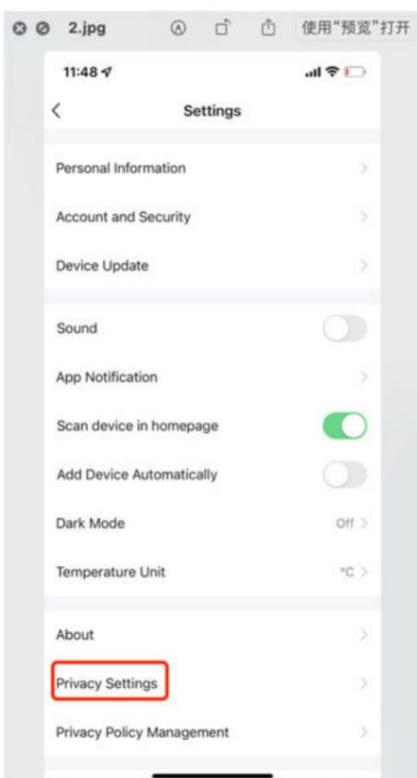 2.jpg 使用“预览”打开
11:48
Settings
Personal Information
Account and Security
Device Update
Sound
App Notification
Scan device in homepage
Add Device Automatically
Dark Mode Off
Temperature Unit °C
About
Privacy Settings
Privacy Policy Management